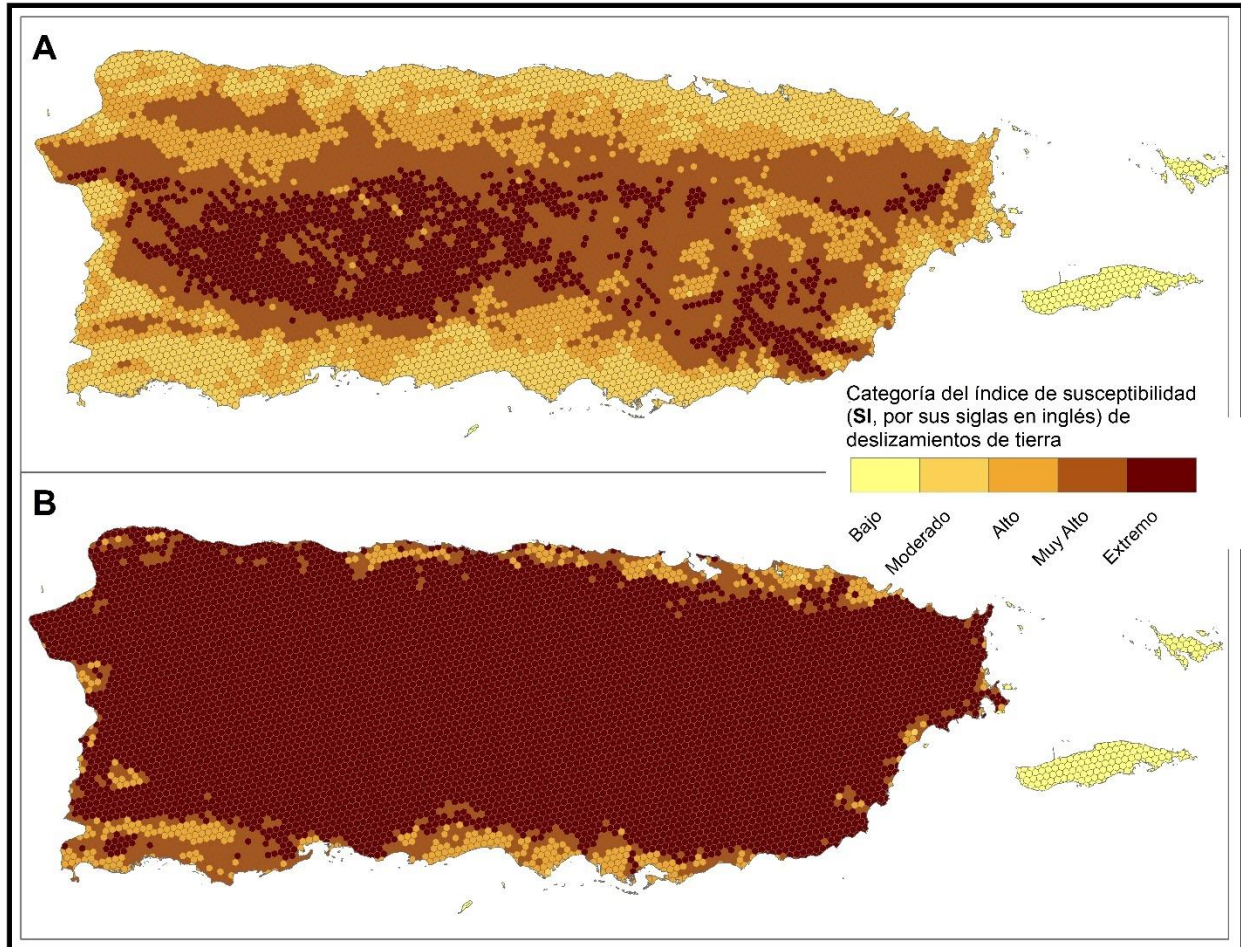 A
Categoría del índice de susceptibilidad
(SI, por sus siglas en inglés) de
deslizamientos de tierra
Bajo
Moderado
Alto
Muy Alto
Extremo
B